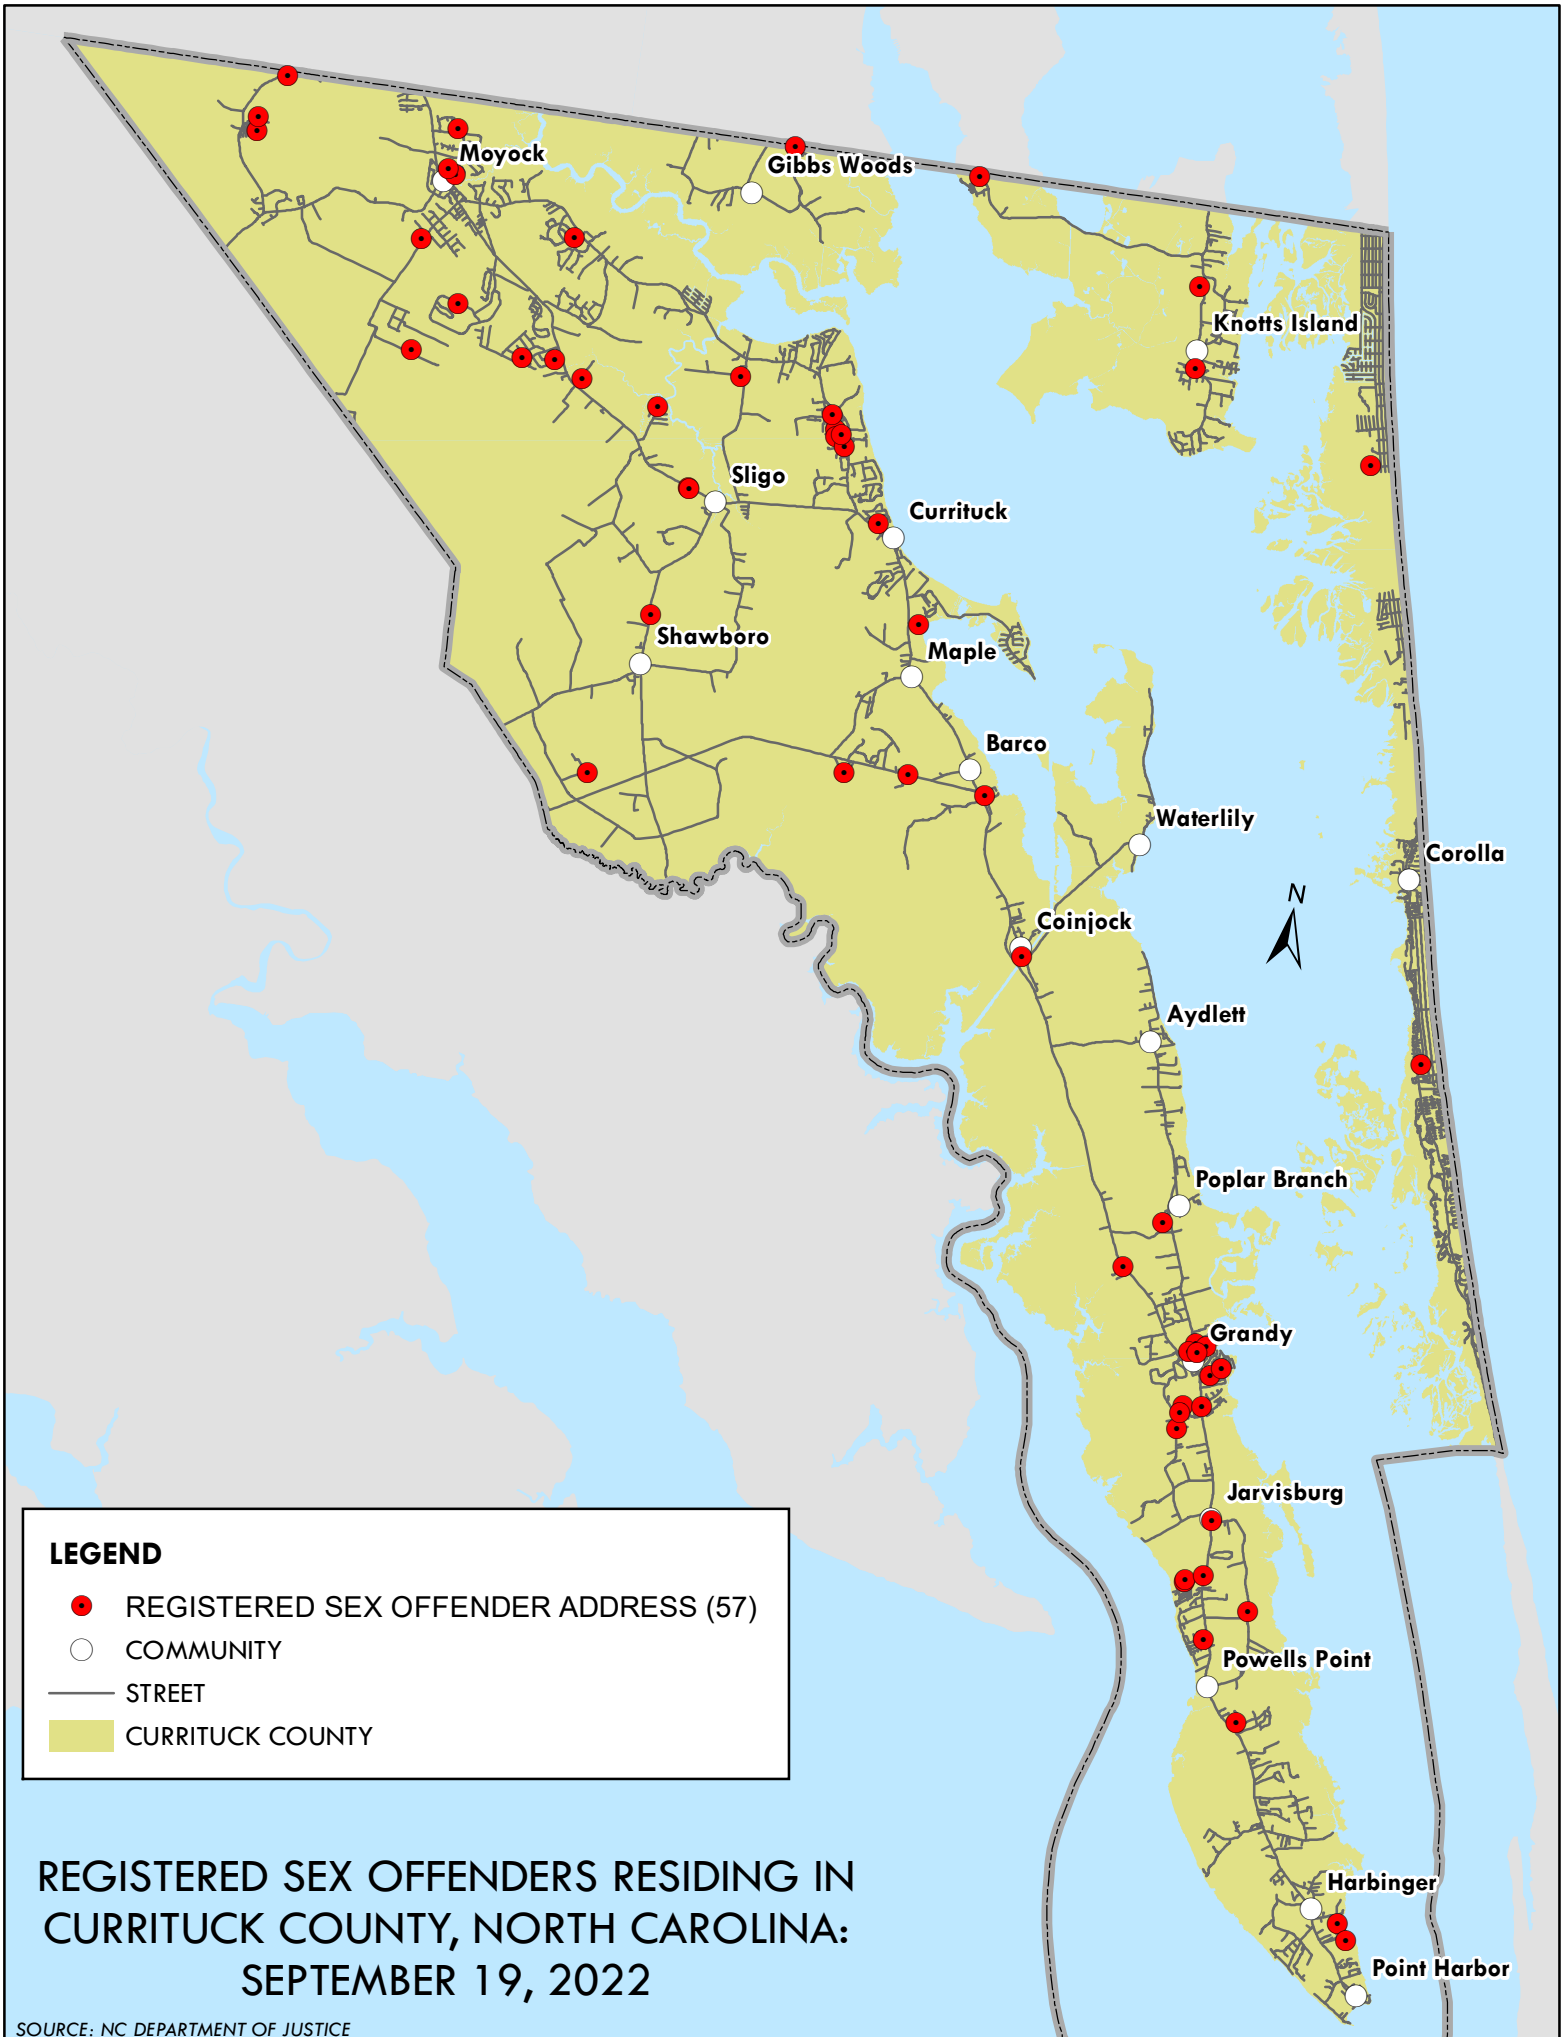 Moyock
Gibbs Woods
Knotts Island
Sligo
Currituck
Shawboro
Maple
Barco
Waterlily
Corolla
N
Coinjock
Aydlett
Poplar Branch
Grandy
Jarvisburg
Powells Point
Harbinger
Point Harbor
LEGEND
REGISTERED SEX OFFENDER ADDRESS (57)
COMMUNITY
STREET
CURRITUCK COUNTY
REGISTERED SEX OFFENDERS RESIDING IN
CURRITUCK COUNTY, NORTH CAROLINA:
SEPTEMBER 19, 2022
SOURCE: NC DEPARTMENT OF JUSTICE